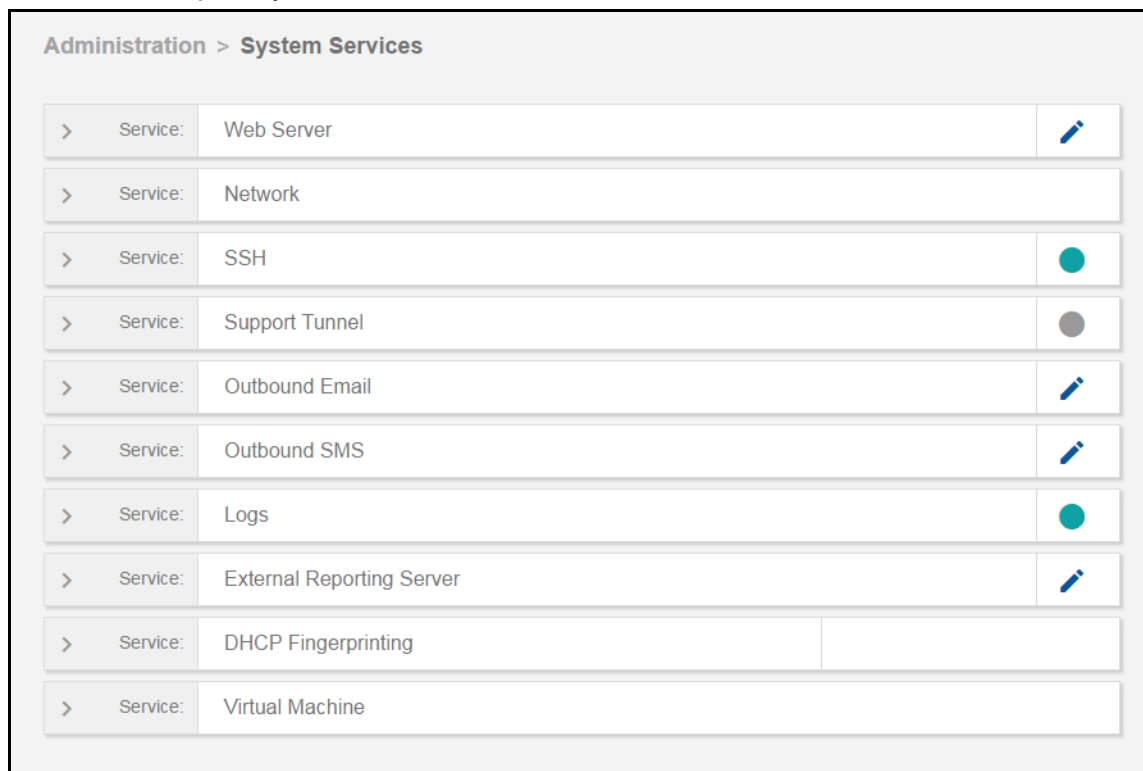 Administration > System Services
Service: Web Server
Service: Network
Service: SSH
Service: Support Tunnel
Service: Outbound Email
Service: Outbound SMS
Service: Logs
Service: External Reporting Server
Service: DHCP Fingerprinting
Service: Virtual Machine